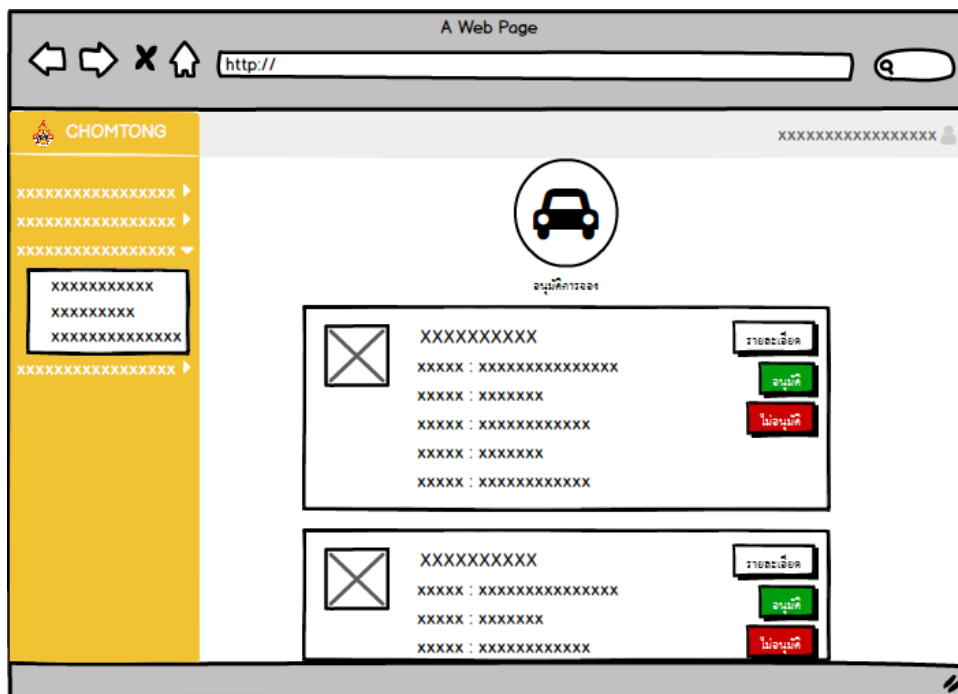 A Web Page
http://
CHOMTONG
xxxxxxxxxxxxxxxxx
xxxxxxxxxxxxxxxxx
xxxxxxxxxxxxxxxxx
xxxxxxxxxxxxxxxxx
xxxxxxxxxxx
xxxxxxxxx
xxxxxxxxxxxxxx
xxxxxxxxxxxxxxxxx
อนุมัติการจอง
XXXXXXXXXX
xxxxx : xxxxxxxxxxxxxxx
xxxxx : xxxxxxx
xxxxx : xxxxxxxxxxxx
xxxxx : xxxxxxx
xxxxx : xxxxxxxxxxxx
รายละเอียด
อนุมัติ
ไม่อนุมัติ
XXXXXXXXXX
xxxxx : xxxxxxxxxxxxxxx
xxxxx : xxxxxxx
xxxxx : xxxxxxxxxxxx
รายละเอียด
อนุมัติ
ไม่อนุมัติ